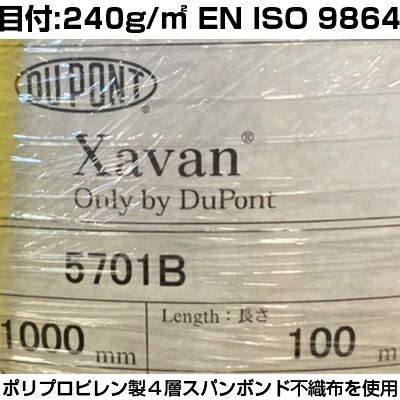 目付:240g/㎡ EN ISO 9864
DUPONT
Xavan®
Only by DuPont
5701B
1000 mm
Length : 長さ
100 m
ポリプロピレン製4層スパンボンド不織布を使用